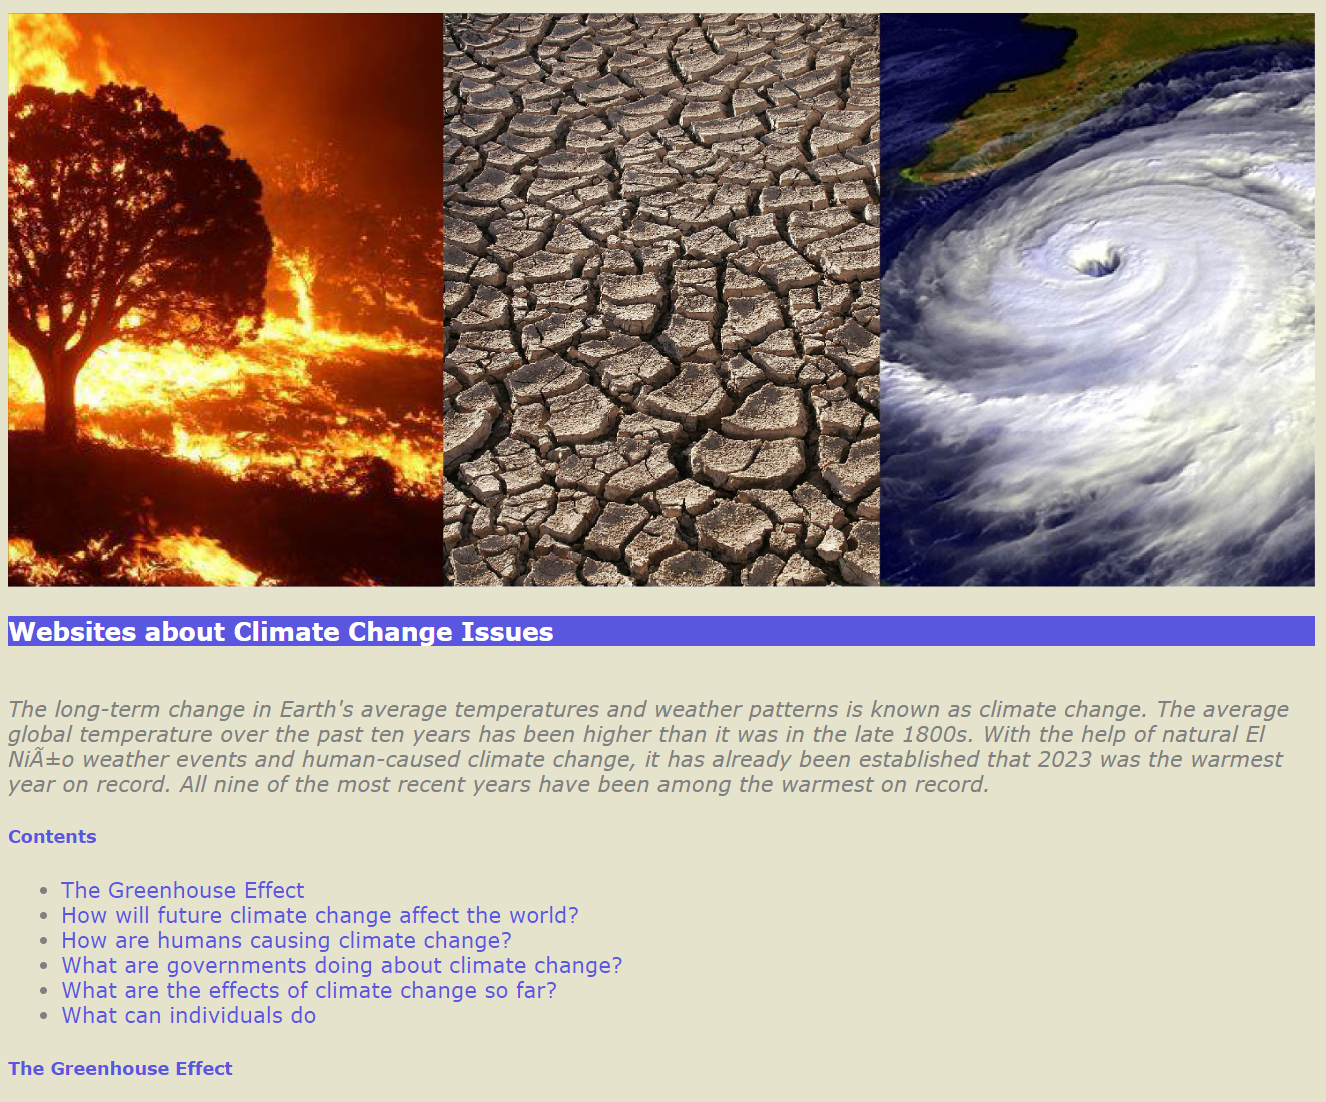 Websites about Climate Change Issues
The long-term change in Earth's average temperatures and weather patterns is known as climate change. The average
global temperature over the past ten years has been higher than it was in the late 1800s. With the help of natural El
NiÃ±o weather events and human-caused climate change, it has already been established that 2023 was the warmest
year on record. All nine of the most recent years have been among the warmest on record.
Contents
• The Greenhouse Effect
• How will future climate change affect the world?
• How are humans causing climate change?
• What are governments doing about climate change?
• What are the effects of climate change so far?
• What can individuals do
The Greenhouse Effect